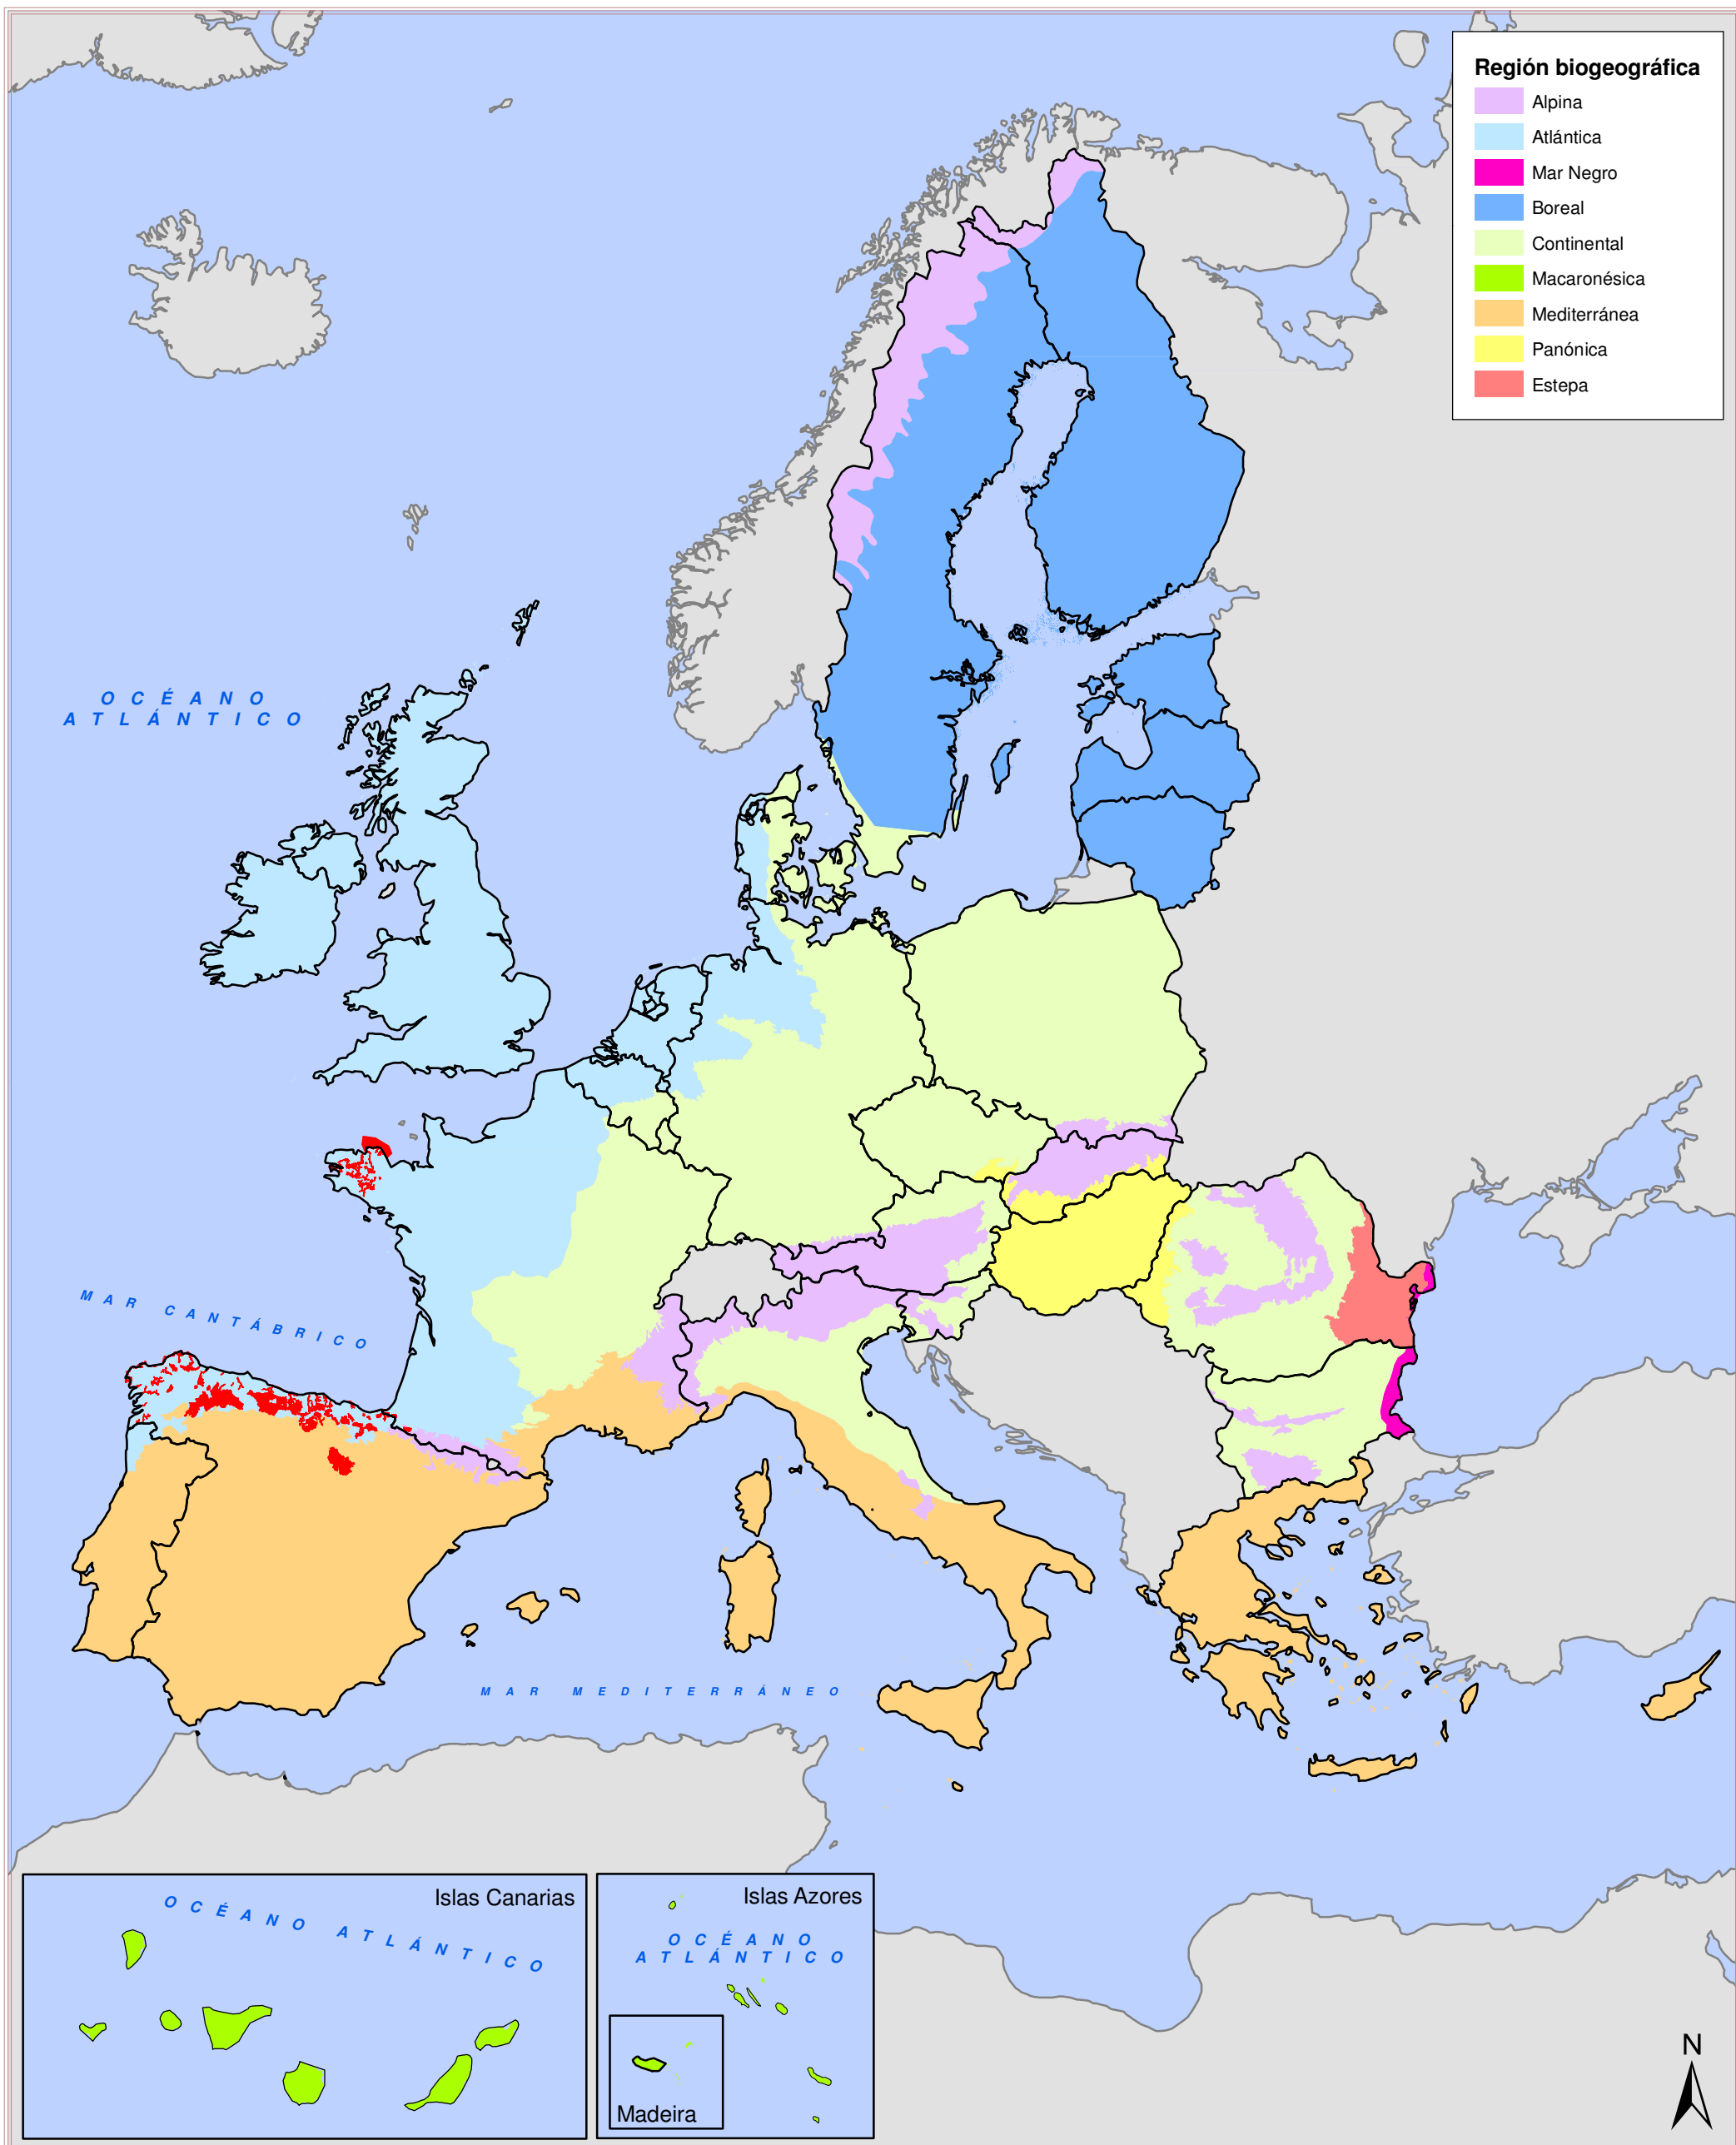 Región biogeográfica
Alpina
Atlántica
Mar Negro
Boreal
Continental
Macaronésica
Mediterránea
Panónica
Estepa
OCÉANO
ATLÁNTICO
MAR CANTÁBRICO
MAR MEDITERRÁNEO
Islas Canarias
OCÉANO ATLÁNTICO
Islas Azores
OCÉANO
ATLÁNTICO
Madeira
N